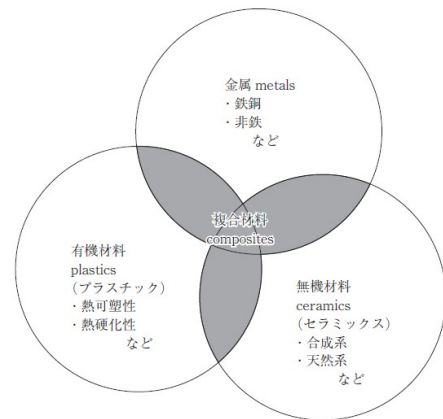 金属 metals
・鉄鋼
・非鉄
など
複合材料
composites
有機材料
plastics
（プラスチック）
・熱可塑性
・熱硬化性
など
無機材料
ceramics
（セラミックス）
・合成系
・天然系
など